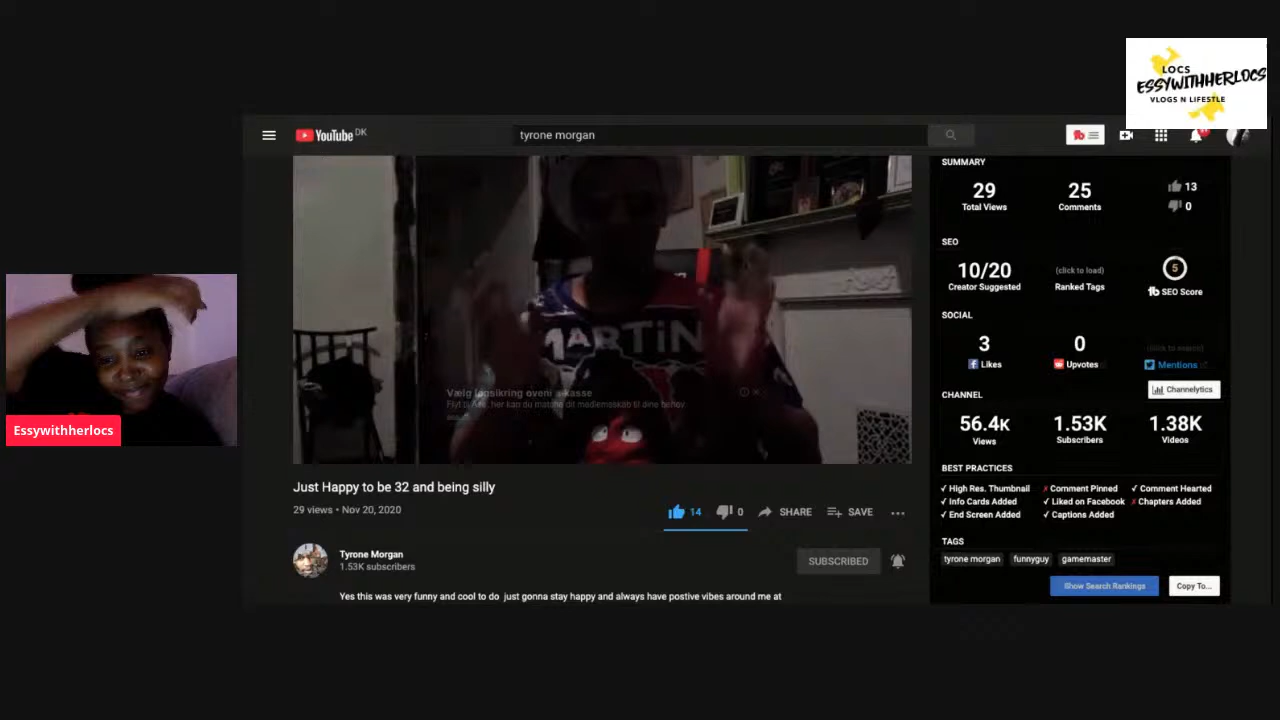 LOCS
ESSYWITHHERLOCS
VLOGS N LIFESTLE
YouTube DK
tyrone morgan
SUMMARY
29
Total Views
25
Comments
13
0
SEO
10/20
Creator Suggested
(click to load)
Ranked Tags
5
SEO Score
SOCIAL
3
Likes
0
Upvotes
Mentions
Channelytics
CHANNEL
56.4K
Views
1.53K
Subscribers
1.38K
Videos
BEST PRACTICES
✓ High Res. Thumbnail
✗ Comment Pinned
✓ Comment Hearted
✓ Info Cards Added
✓ Liked on Facebook
✗ Chapters Added
✓ End Screen Added
✓ Captions Added
TAGS
tyrone morgan
funnyguy
gamemaster
Show Search Rankings
Copy To...
MARTIN
Just Happy to be 32 and being silly
29 views • Nov 20, 2020
14
0
SHARE
SAVE
Tyrone Morgan
1.53K subscribers
SUBSCRIBED
Yes this was very funny and cool to do just gonna stay happy and always have postive vibes around me at
Essywithherlocs